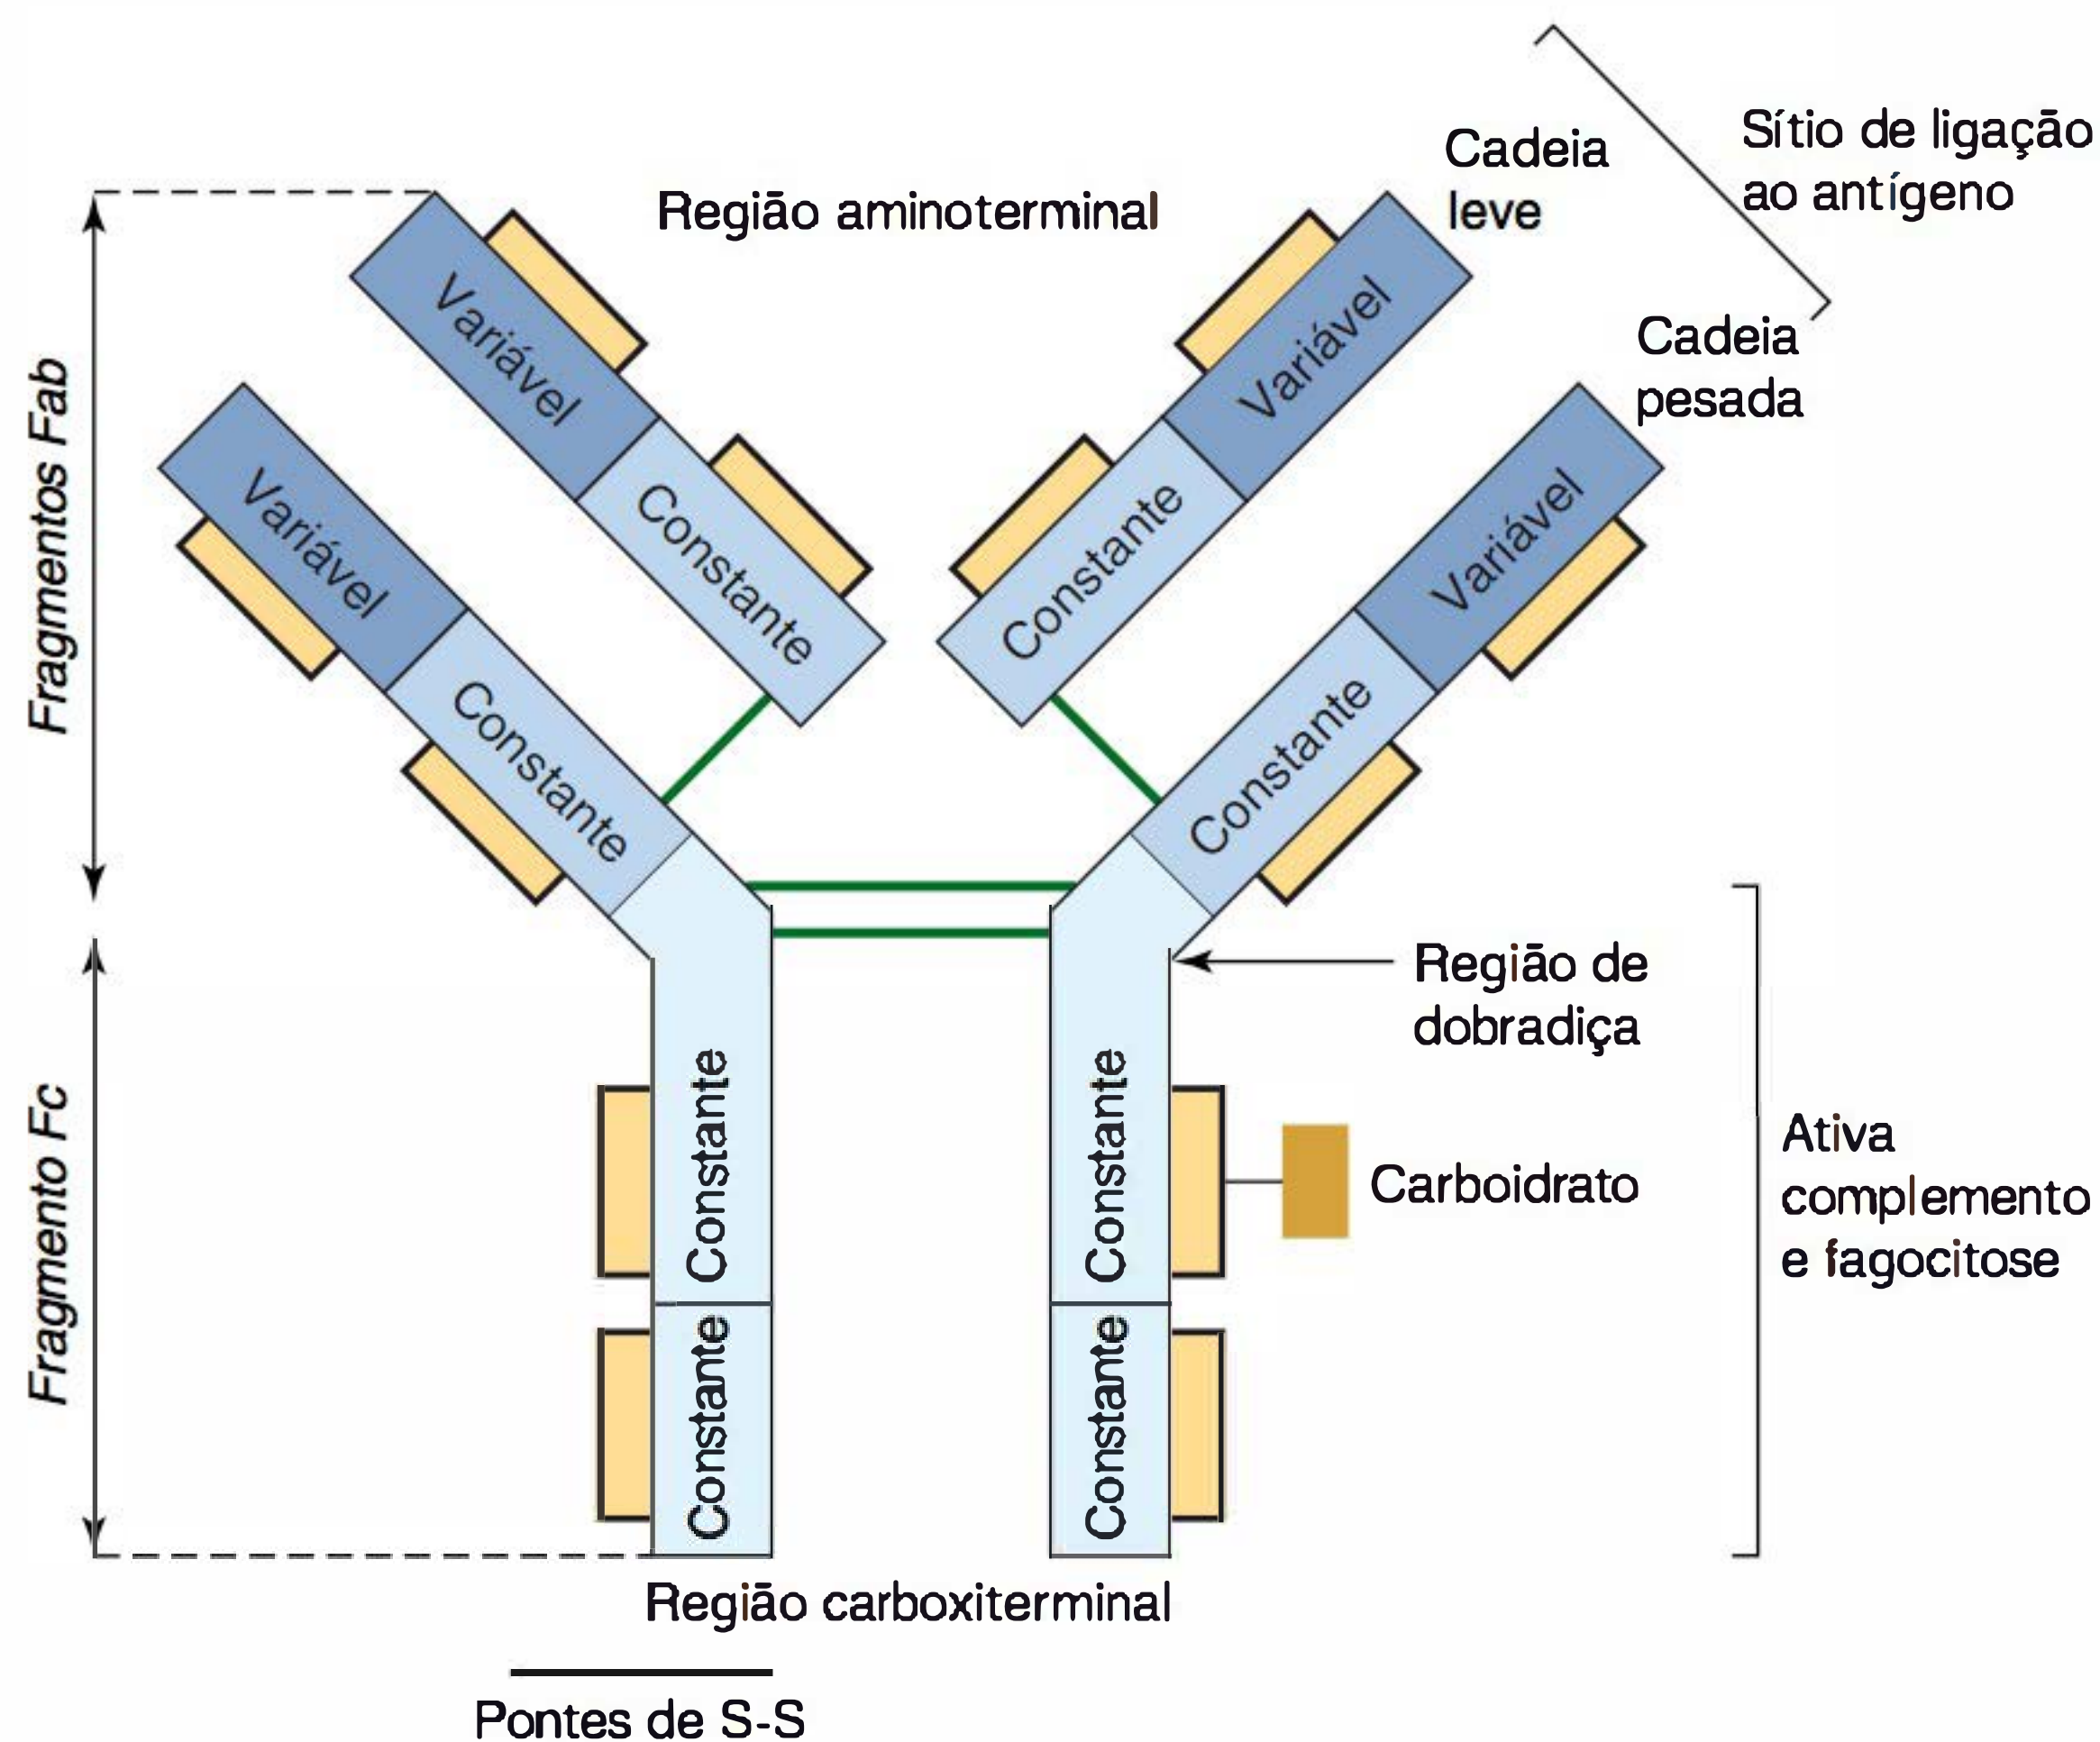 Cadeia
leve
Sítio de ligação
ao antígeno
Região aminoterminal
Cadeia
pesada
Fragmentos Fab
Variável
Variável
Variável
Variável
Constante
Constante
Constante
Constante
Região de
dobradiça
Fragmento Fc
Constante
Constante
Carboidrato
Ativa
complemento
e fagocitose
Constante
Constante
Região carboxiterminal
Pontes de S-S